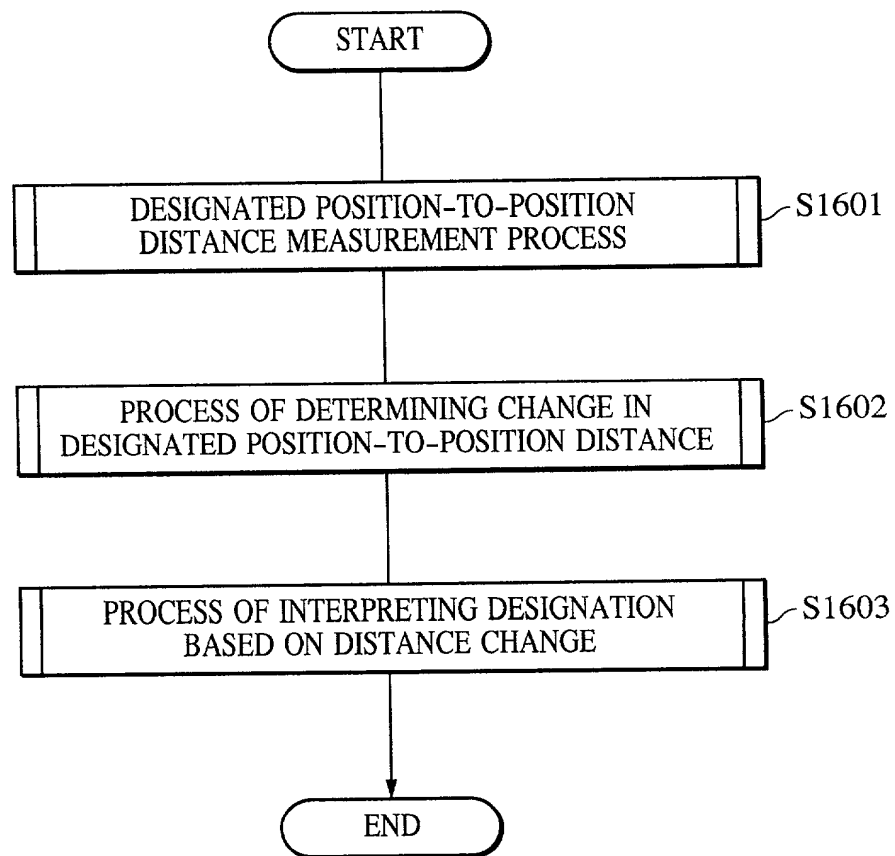 START
DESIGNATED POSITION-TO-POSITION
DISTANCE MEASUREMENT PROCESS
S1601
PROCESS OF DETERMINING CHANGE IN
DESIGNATED POSITION-TO-POSITION DISTANCE
S1602
PROCESS OF INTERPRETING DESIGNATION
BASED ON DISTANCE CHANGE
S1603
END